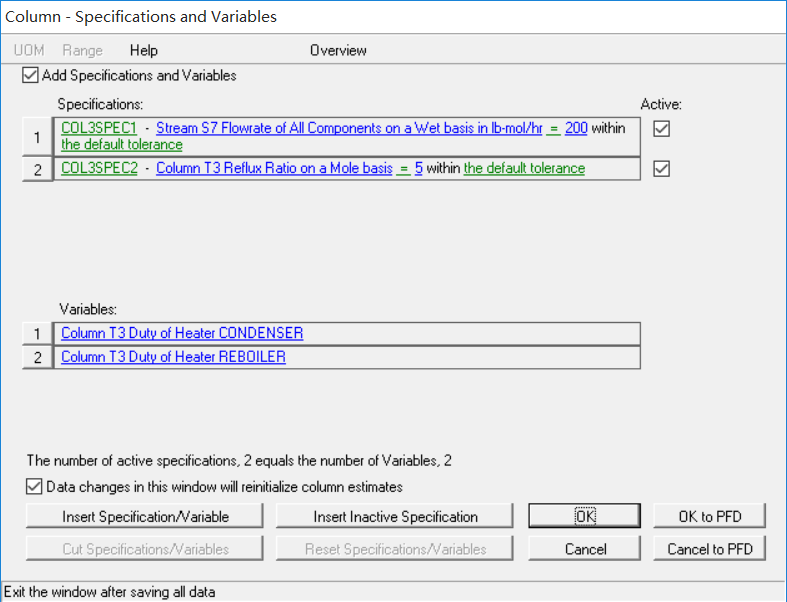 Column - Specifications and Variables
UOM Range Help Overview
Add Specifications and Variables
Specifications: Active:
1 COL3SPEC1 - Stream S7 Flowrate of All Components on a Wet basis in lb-mol/hr = 200 within
the default tolerance
2 COL3SPEC2 - Column T3 Reflux Ratio on a Mole basis = 5 within the default tolerance
Variables:
1 Column T3 Duty of Heater CONDENSER
2 Column T3 Duty of Heater REBOILER
The number of active specifications, 2 equals the number of Variables, 2
Data changes in this window will reinitialize column estimates
Insert Specification/Variable Insert Inactive Specification OK OK to PFD
Cut Specifications/Variables Reset Specifications/Variables Cancel Cancel to PFD
Exit the window after saving all data